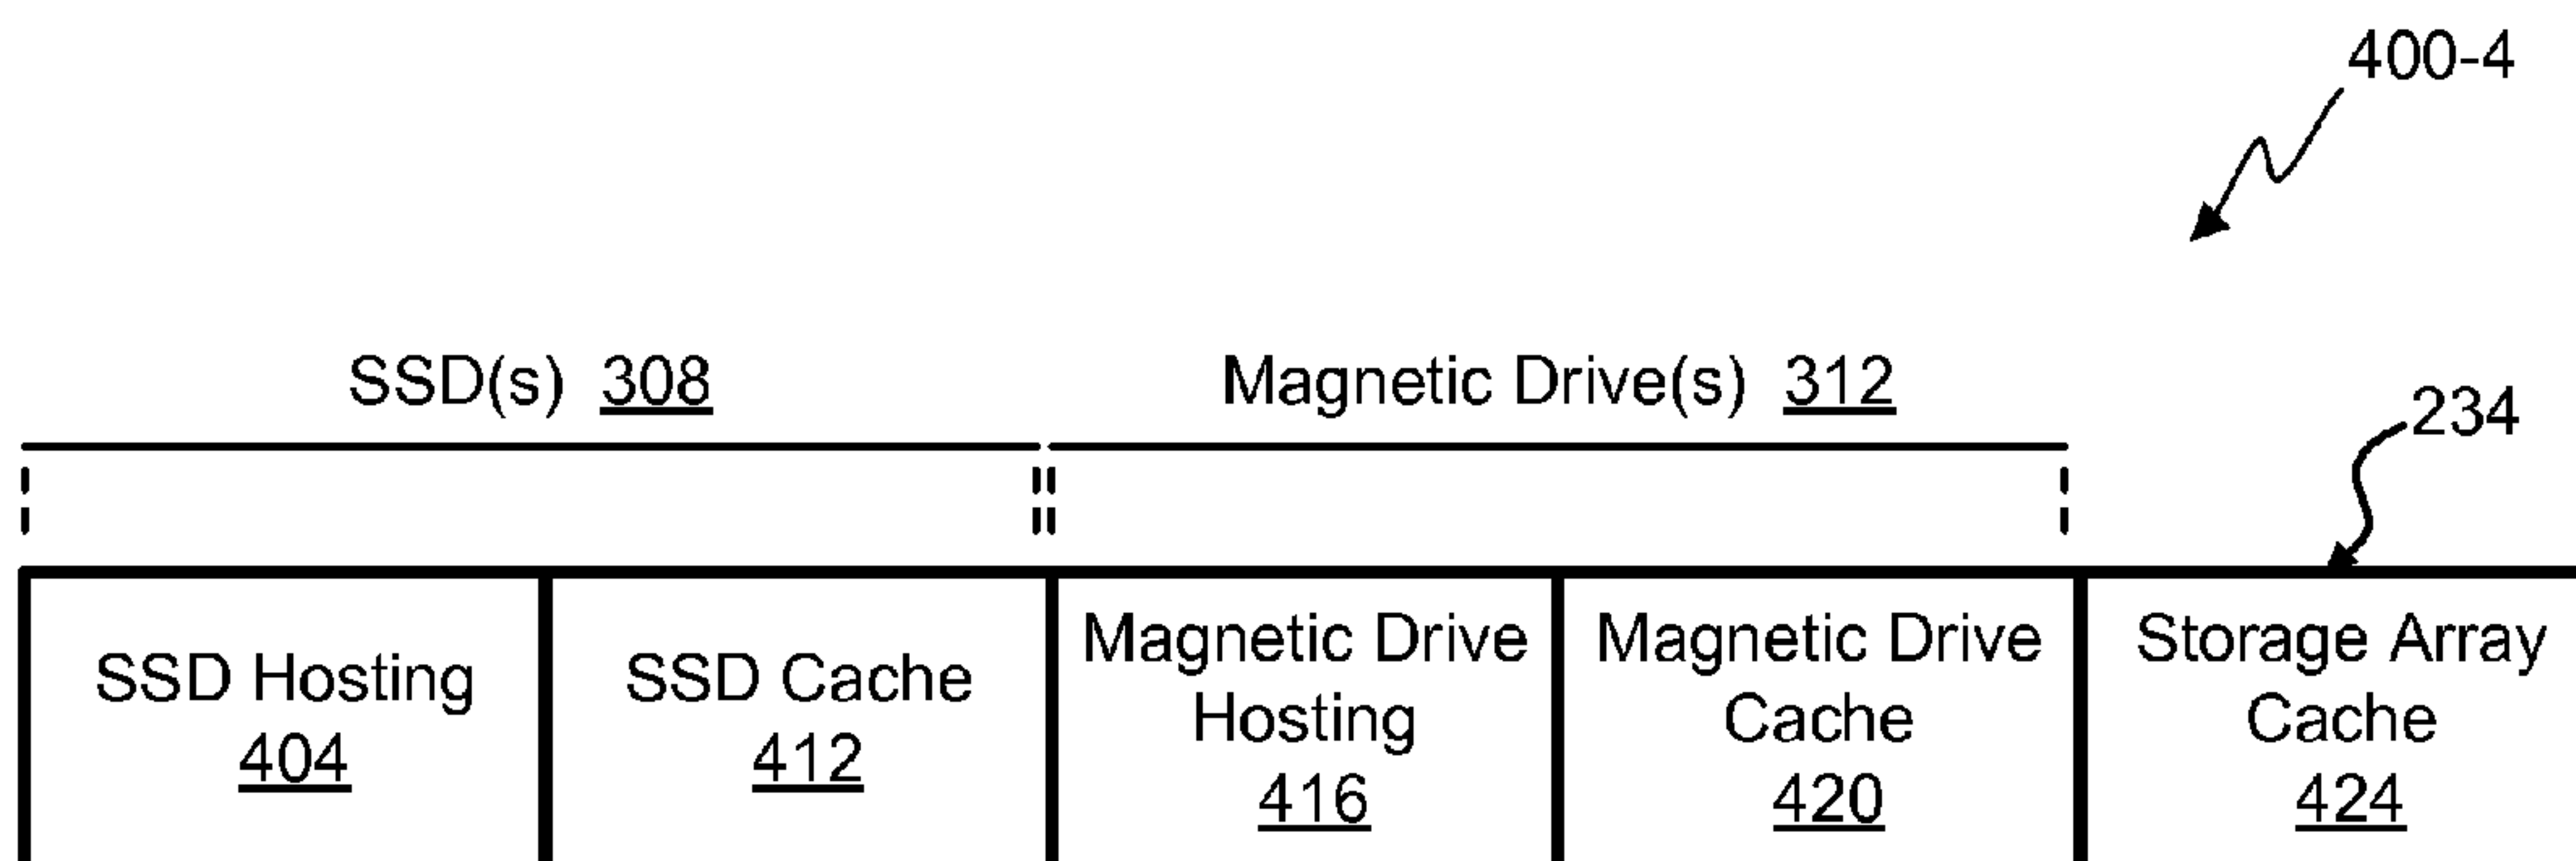 400-4
SSD(s) 308
Magnetic Drive(s) 312
234
SSD Hosting
404
SSD Cache
412
Magnetic Drive
Hosting
416
Magnetic Drive
Cache
420
Storage Array
Cache
424